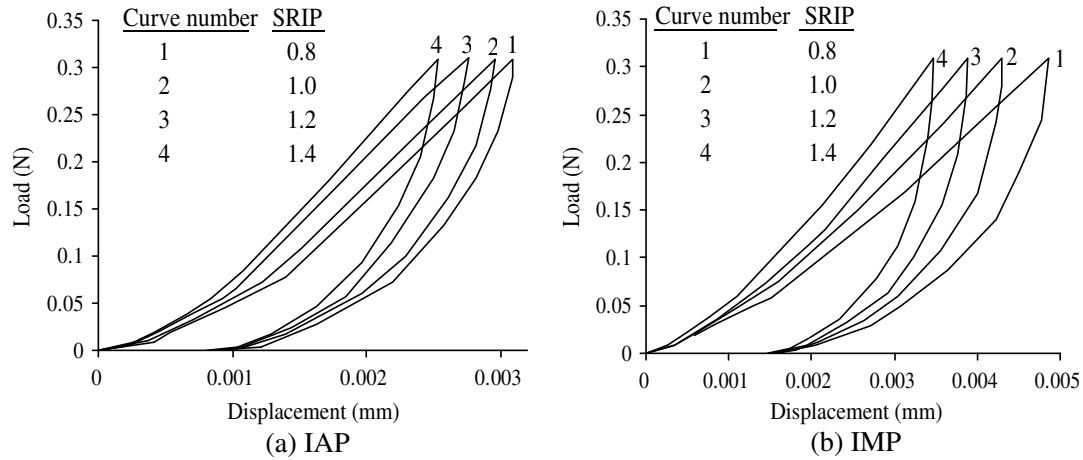 Curve number SRIP
1 0.8
2 1.0
3 1.2
4 1.4
4 3 2 1
0.35
0.3
0.25
0.2
0.15
0.1
0.05
0
Load (N)
0 0.001 0.002 0.003
Displacement (mm)
(a) IAP
Curve number SRIP
1 0.8
2 1.0
3 1.2
4 1.4
4 3 2 1
0.35
0.3
0.25
0.2
0.15
0.1
0.05
0
Load (N)
0 0.001 0.002 0.003 0.004 0.005
Displacement (mm)
(b) IMP